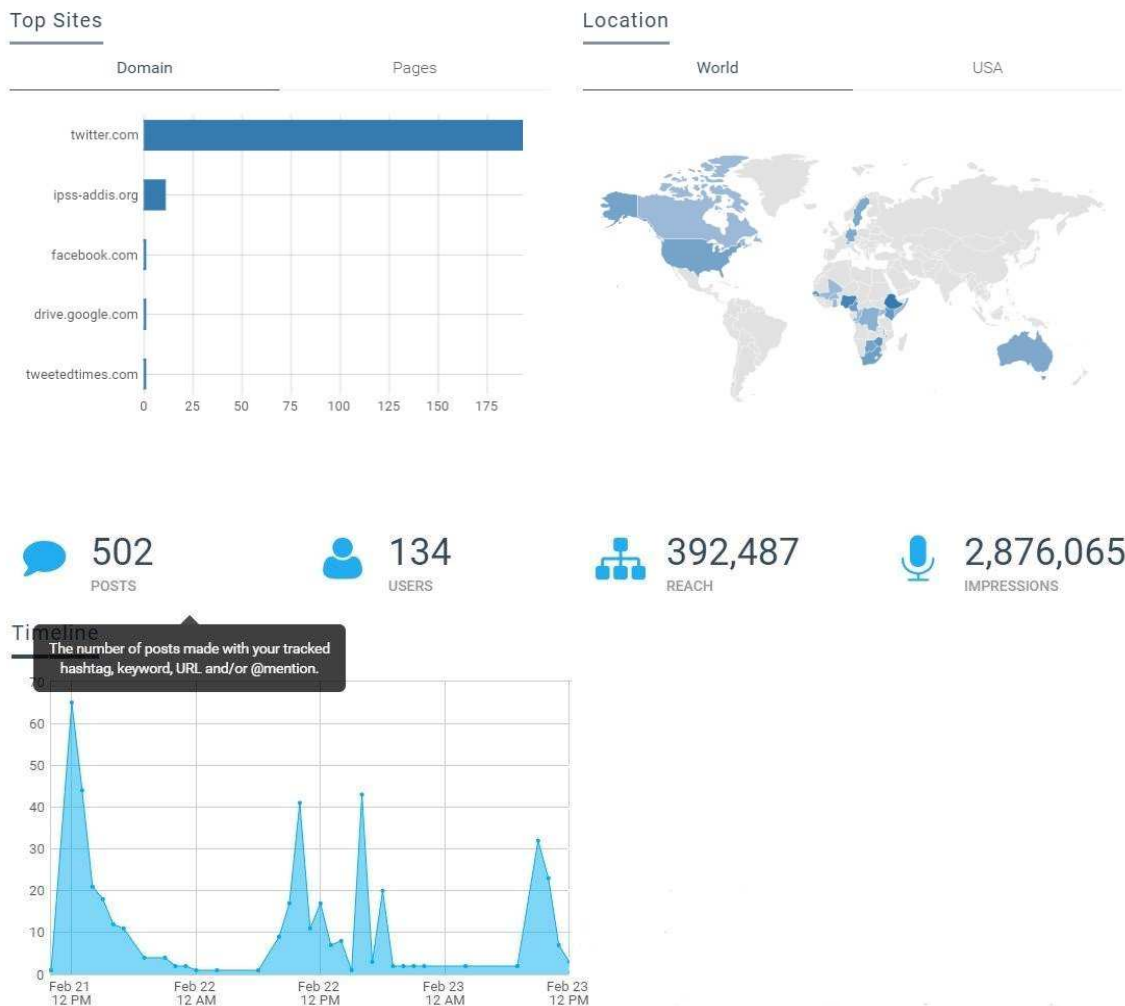 Top Sites
Location
Domain
Pages
World
USA
twitter.com
ipss-addis.org
facebook.com
drive.google.com
tweetedtimes.com
0 25 50 75 100 125 150 175
502
POSTS
134
USERS
392,487
REACH
2,876,065
IMPRESSIONS
Timeline
The number of posts made with your tracked
hashtag, keyword, URL and/or @mention.
70
60
50
40
30
20
10
0
Feb 21 Feb 22 Feb 22 Feb 23 Feb 23
12 PM 12 AM 12 PM 12 AM 12 PM